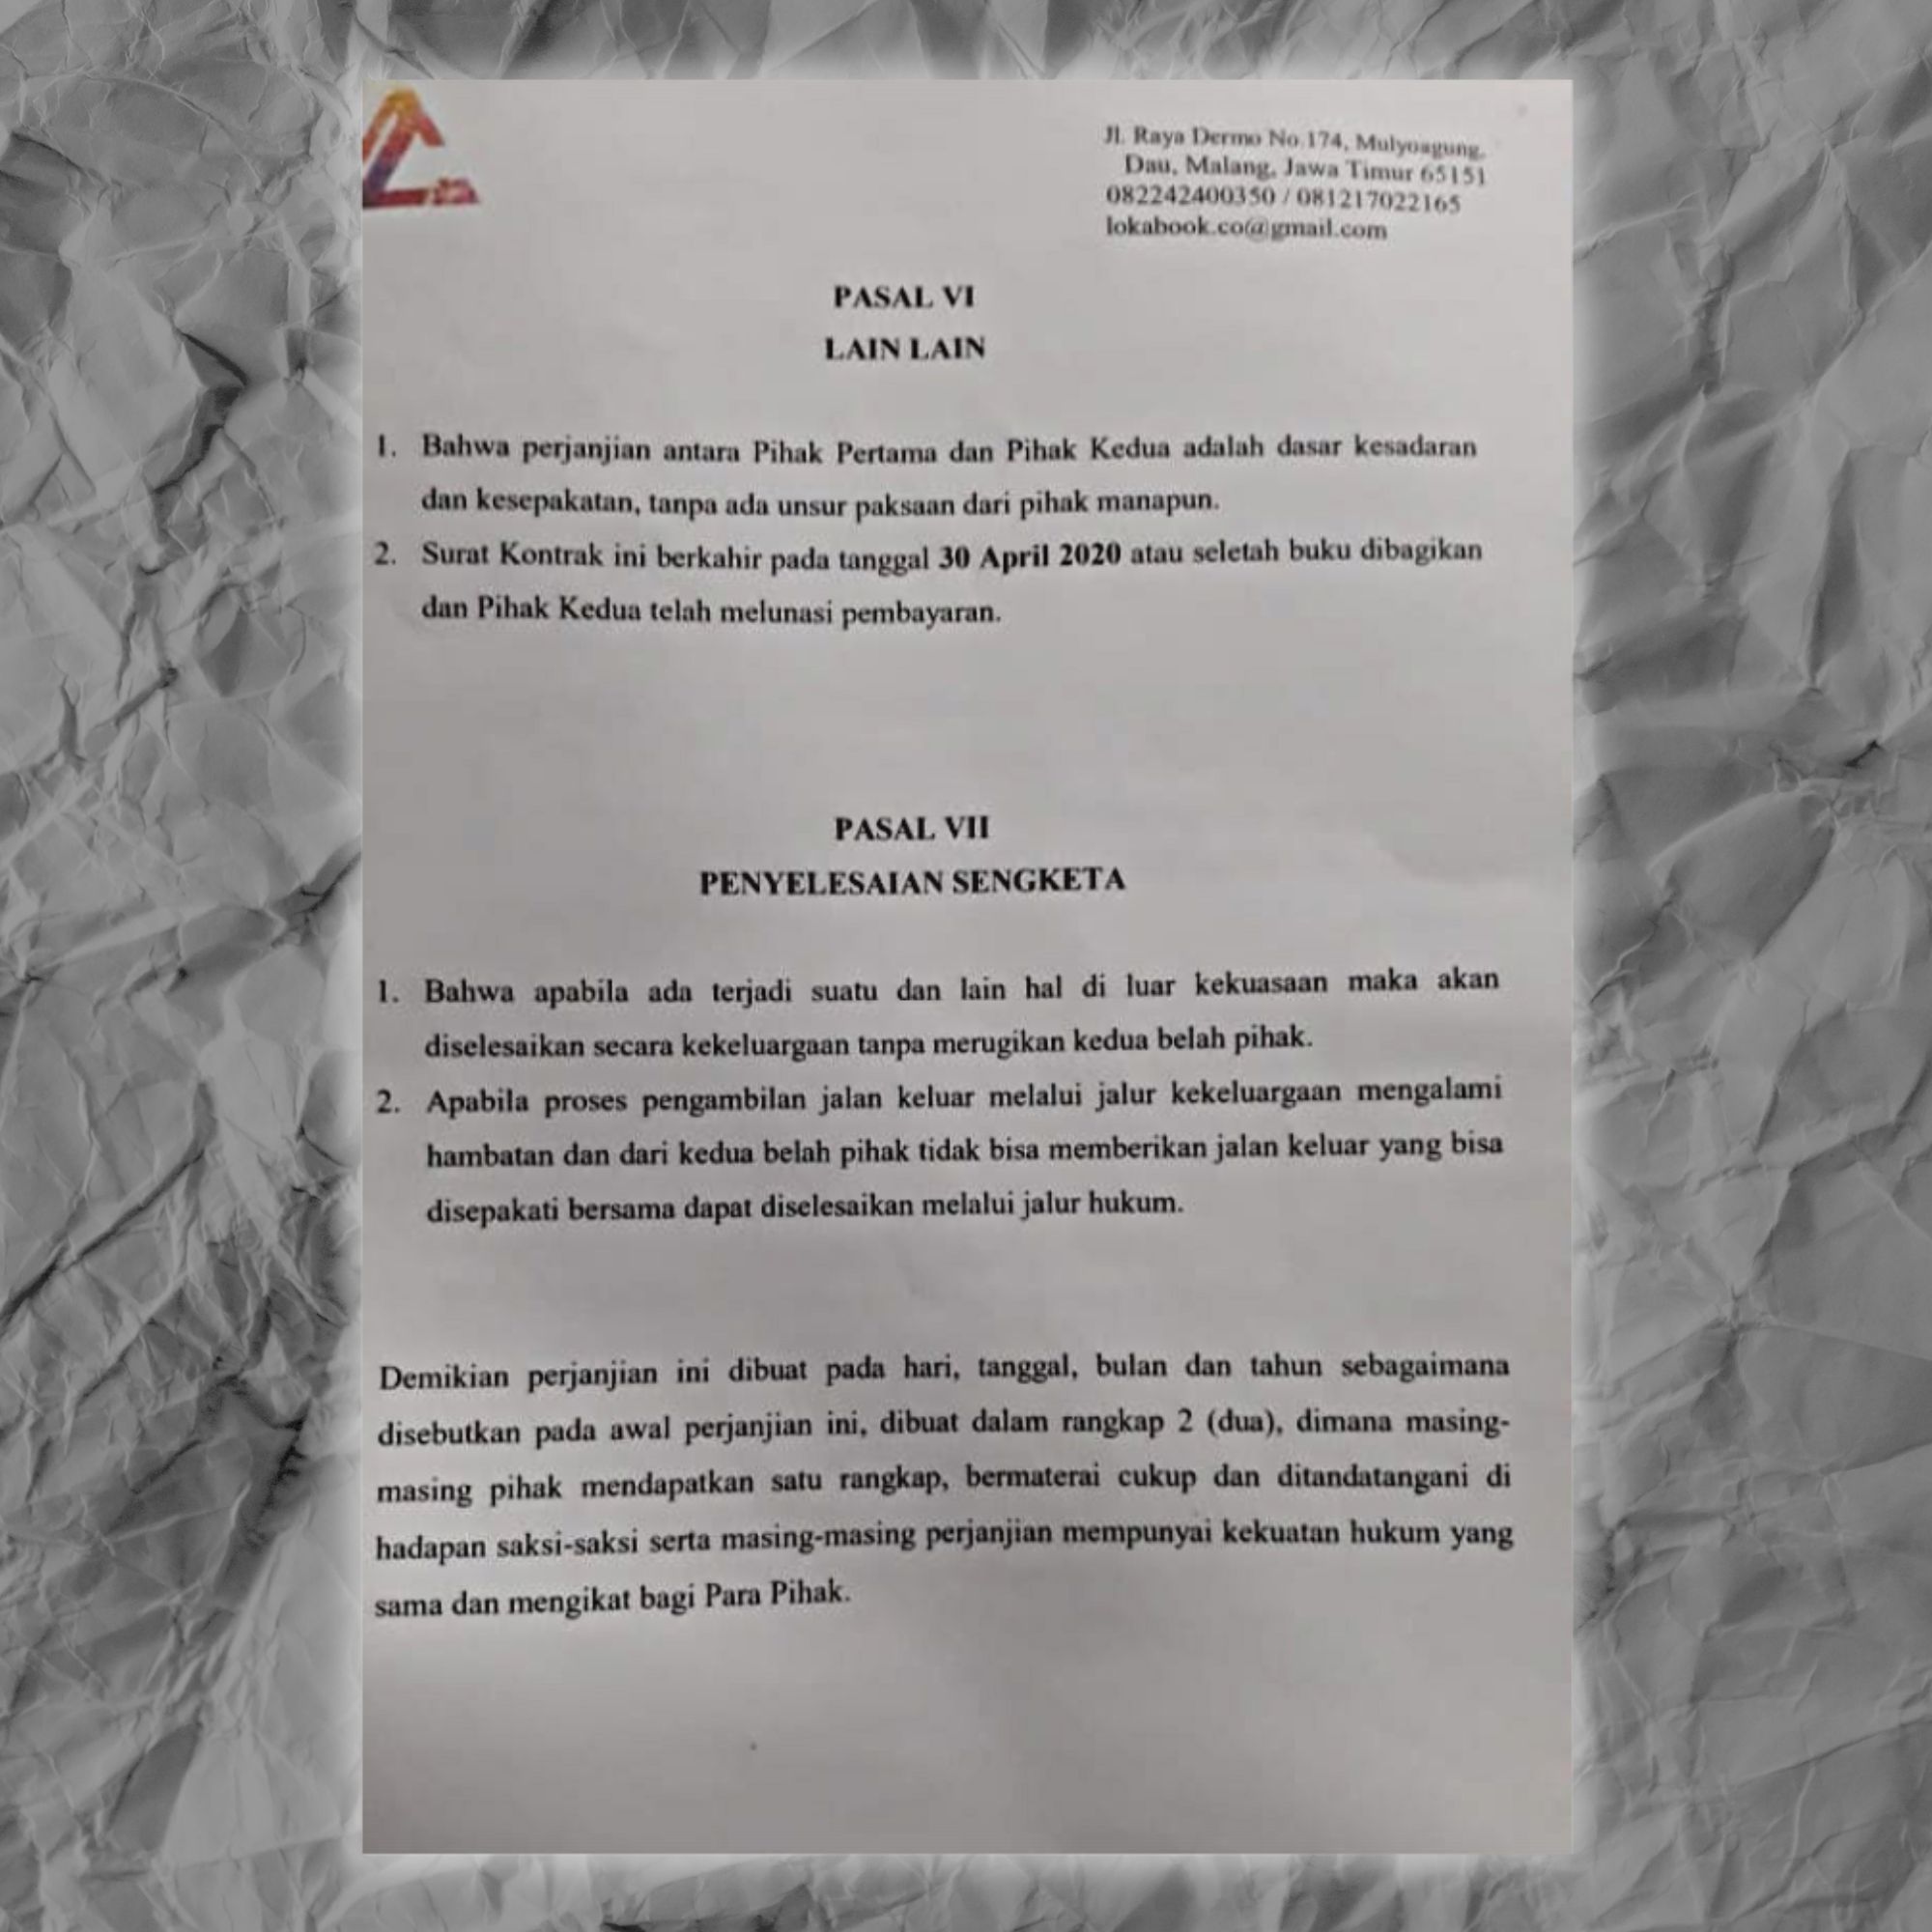 Jl. Raya Dermo No.174, Mulyoagung,
Dau, Malang, Jawa Timur 65151
082242400350 / 081217022165
lokabook.co@gmail.com
PASAL VI
LAIN LAIN
1. Bahwa perjanjian antara Pihak Pertama dan Pihak Kedua adalah dasar kesadaran
dan kesepakatan, tanpa ada unsur paksaan dari pihak manapun.
2. Surat Kontrak ini berkahir pada tanggal 30 April 2020 atau seletah buku dibagikan
dan Pihak Kedua telah melunasi pembayaran.
PASAL VII
PENYELESAIAN SENGKETA
1. Bahwa apabila ada terjadi suatu dan lain hal di luar kekuasaan maka akan
diselesaikan secara kekeluargaan tanpa merugikan kedua belah pihak.
2. Apabila proses pengambilan jalan keluar melalui jalur kekeluargaan mengalami
hambatan dan dari kedua belah pihak tidak bisa memberikan jalan keluar yang bisa
disepakati bersama dapat diselesaikan melalui jalur hukum.
Demikian perjanjian ini dibuat pada hari, tanggal, bulan dan tahun sebagaimana
disebutkan pada awal perjanjian ini, dibuat dalam rangkap 2 (dua), dimana masing-
masing pihak mendapatkan satu rangkap, bermaterai cukup dan ditandatangani di
hadapan saksi-saksi serta masing-masing perjanjian mempunyai kekuatan hukum yang
sama dan mengikat bagi Para Pihak.